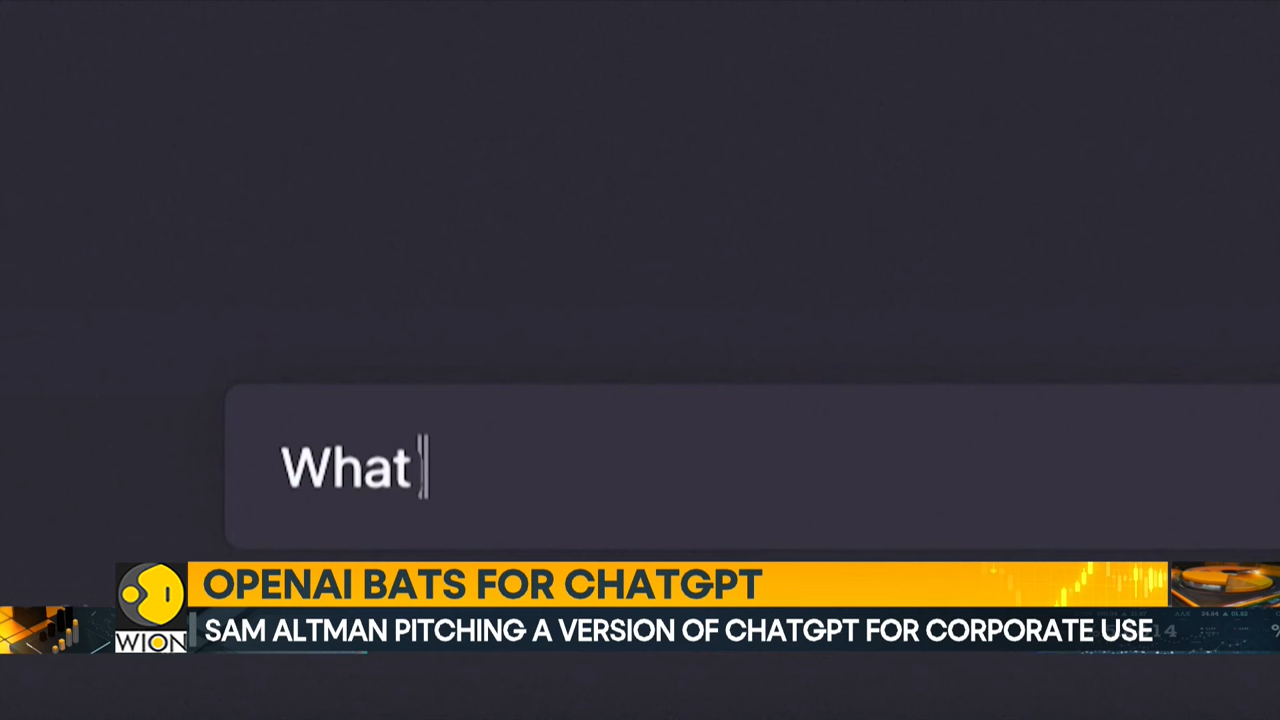 What
OPENAI BATS FOR CHATGPT
SAM ALTMAN PITCHING A VERSION OF CHATGPT FOR CORPORATE USE
WION